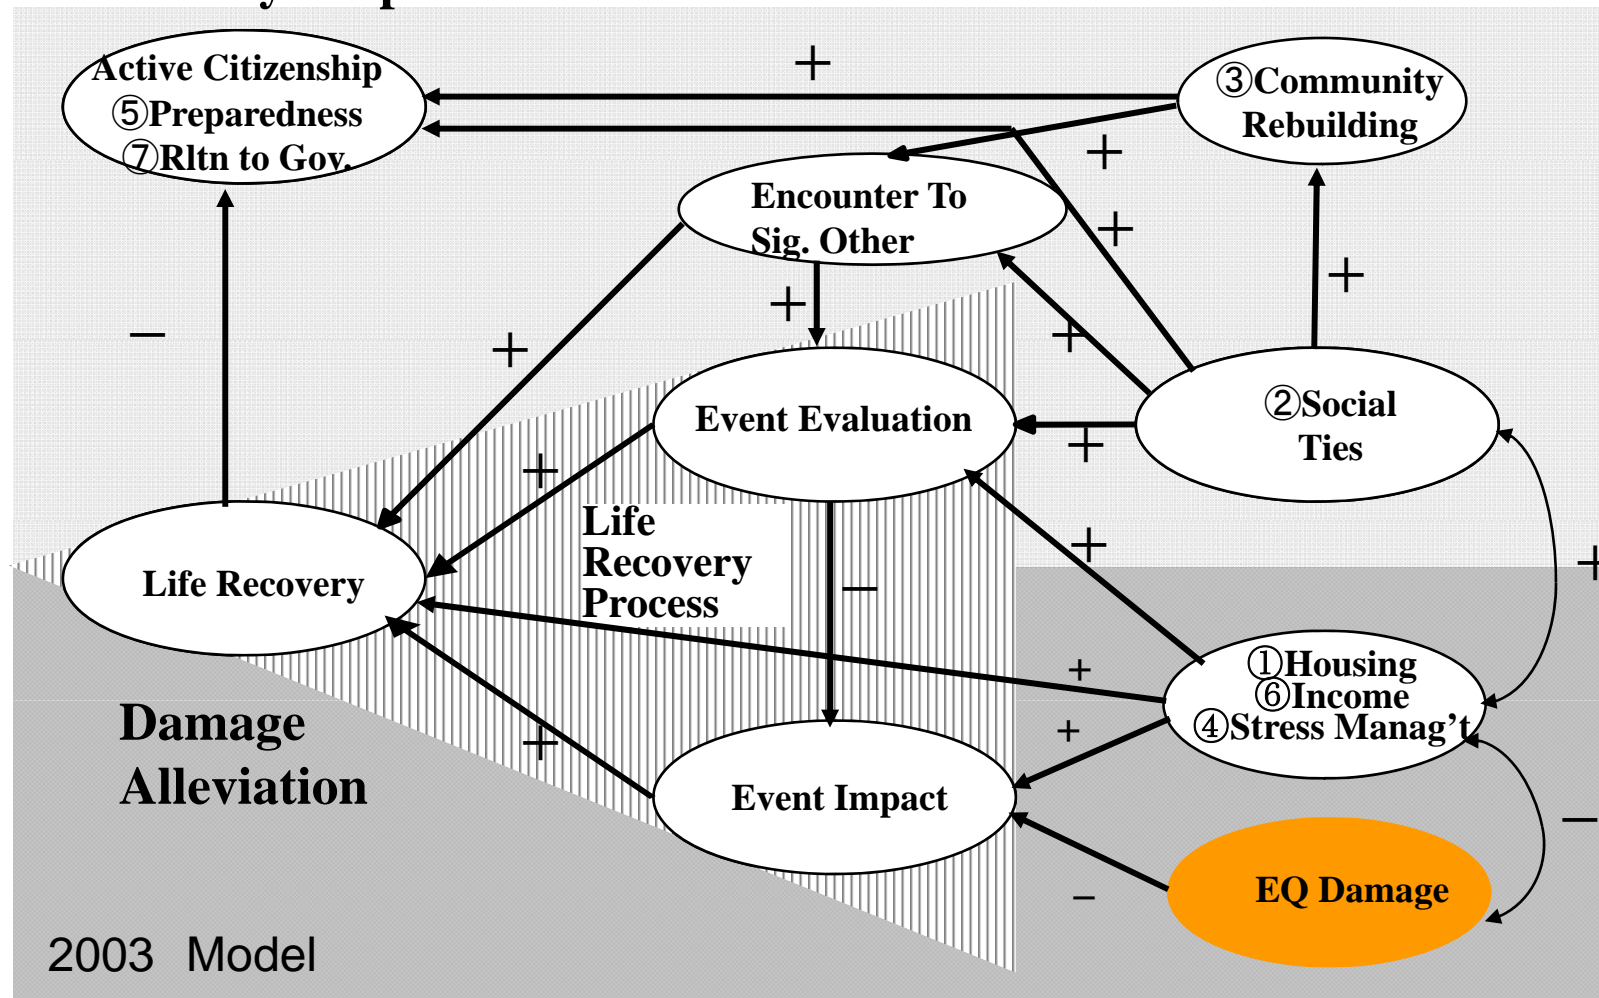 Active Citizenship
⑤Preparedness
⑦Rltn to Gov.
+
③Community
Rebuilding
+
Encounter To
Sig. Other
+
+
+
−
+
+
Event Evaluation
+
②Social
Ties
+
Life
Recovery
Process
+
+
Life Recovery
−
①Housing
⑥Income
④Stress Manag't
+
+
Damage
Alleviation
+
Event Impact
−
EQ Damage
−
2003 Model